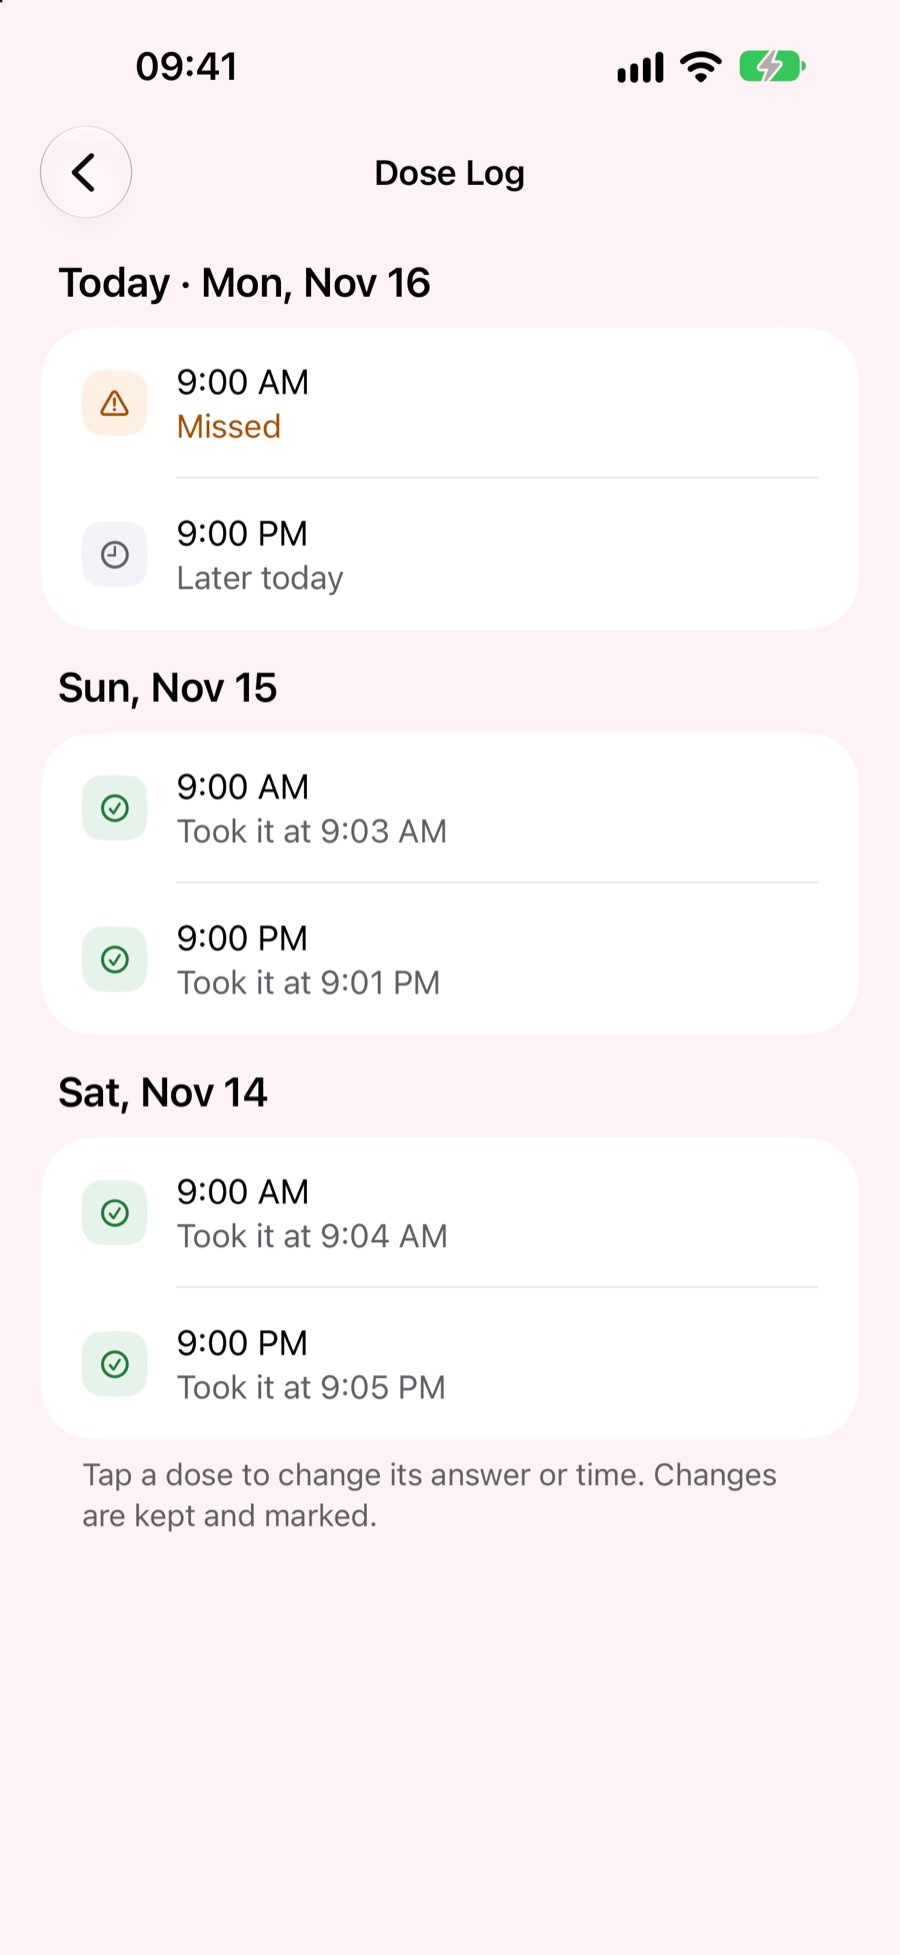 09:41
Dose Log
Today · Mon, Nov 16
9:00 AM
Missed
9:00 PM
Later today
Sun, Nov 15
9:00 AM
Took it at 9:03 AM
9:00 PM
Took it at 9:01 PM
Sat, Nov 14
9:00 AM
Took it at 9:04 AM
9:00 PM
Took it at 9:05 PM
Tap a dose to change its answer or time. Changes
are kept and marked.